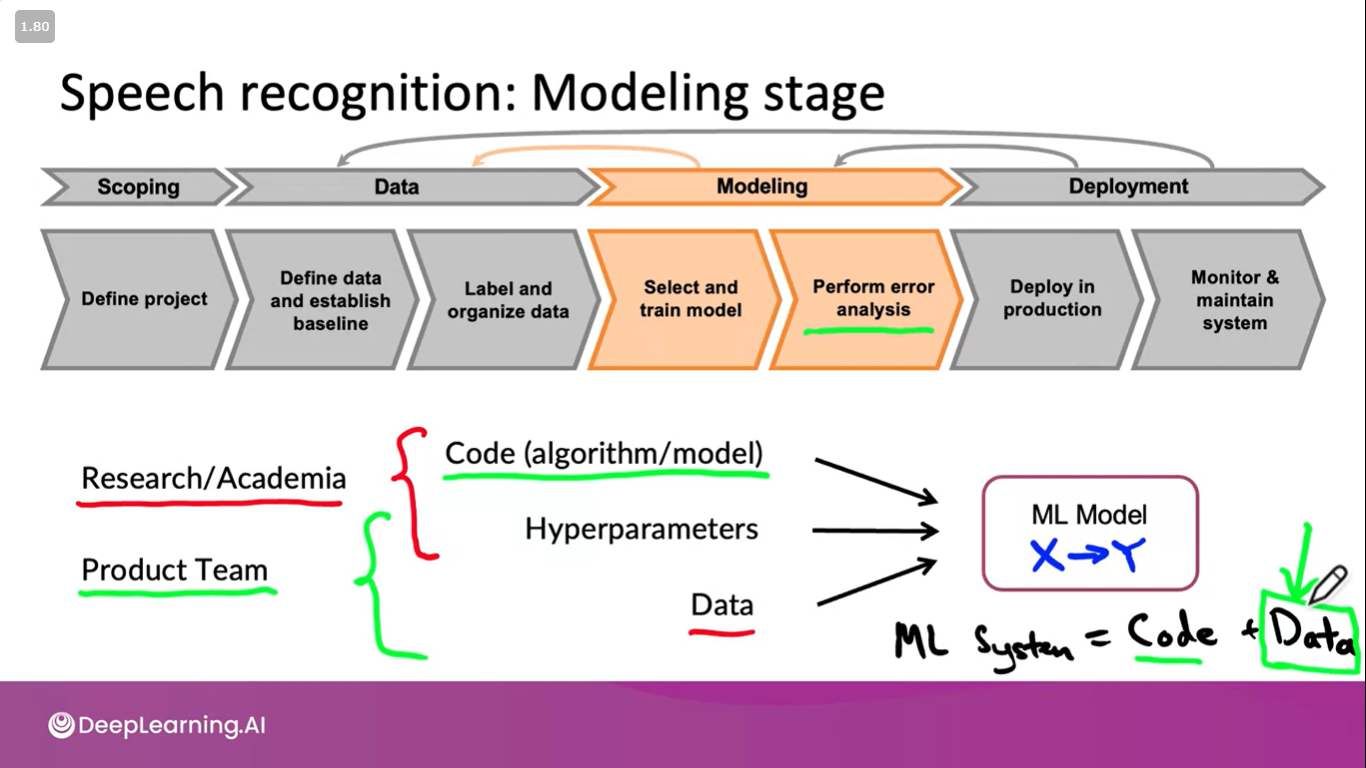 1.80
Speech recognition: Modeling stage
Scoping
Data
Modeling
Deployment
Define project
Define data
and establish
baseline
Label and
organize data
Select and
train model
Perform error
analysis
Deploy in
production
Monitor &
maintain
system
Research/Academia
Product Team
Code (algorithm/model)
Hyperparameters
Data
ML Model
X → Y
ML System = Code + Data
DeepLearning.AI